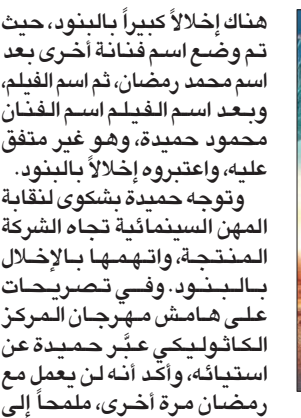 هناك إخلالاً كبيراً بالبنود، حيث
تم وضع اسم فنانة أخرى بعد
اسم محمد رمضان، ثم اسم الفيلم،
وبعد اسم الفيلم اسم الفنان
محمود حميدة، وهو غير متفق
عليه، واعتبروه إخلالاً بالبنود.
وتوجه حميدة بشكوى لنقابة
المهن السينمائية تجاه الشركة
المنتجة، واتهمها بالإخلال
بالبنود. وفي تصريحات
على هامش مهرجان المركز
الكاثوليكي عبَّر حميدة عن
استيائه، وأكد أنه لن يعمل مع
رمضان مرة أخرى، ملمحاً إلى